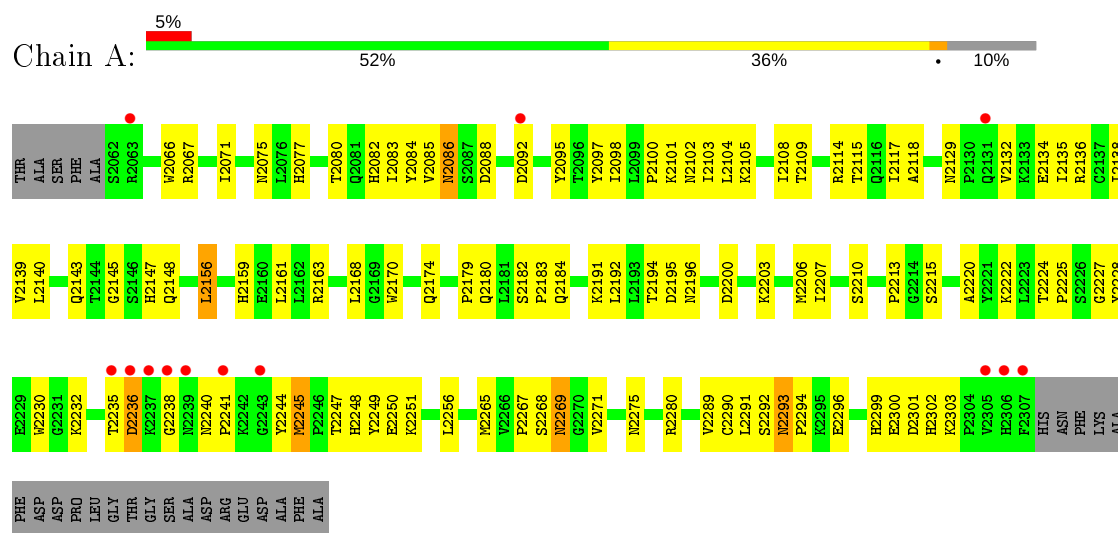 5%
Chain A:
52% 36% • 10%
THR ALA SER PHE ALA S2062 R2063 W2066 R2067 I2071 N2075 L2076 H2077 T2080 Q2081 H2082 I2083 Y2084 V2085 N2086 S2087 D2088 D2092 Y2095 T2096 Y2097 I2098 L2099 P2100 K2101 N2102 I2103 L2104 K2105 I2108 T2109 R2114 T2115 Q2116 I2117 A2118 N2129 P2130 Q2131 V2132 K2133 E2134 I2135 R2136 C2137 I2138
V2139 L2140 Q2143 T2144 G2145 S2146 H2147 Q2148 L2156 H2159 E2160 L2161 L2162 R2163 L2168 G2169 W2170 Q2174 P2179 Q2180 L2181 S2182 P2183 Q2184 K2191 L2192 L2193 T2194 D2195 N2196 D2200 K2203 M2206 I2207 S2210 P2213 G2214 S2215 A2220 Y2221 K2222 L2223 T2224 P2225 S2226 G2227 Y2228
E2229 W2230 G2231 K2232 T2235 D2236 K2237 G2238 N2239 N2240 P2241 K2242 G2243 Y2244 M2245 P2246 T2247 H2248 Y2249 E2250 K2251 L2256 M2265 V2266 P2267 S2268 N2269 G2270 V2271 N2275 R2280 V2289 C2290 L2291 S2292 N2293 P2294 K2295 E2296 H2299 E2300 D2301 H2302 K2303 P2304 V2305 H2306 F2307 HIS ASN PHE LYS ALA
PHE ASP ASP PRO LEU GLY THR GLY SER ALA ASP ARG GLU ASP ALA PHE ALA